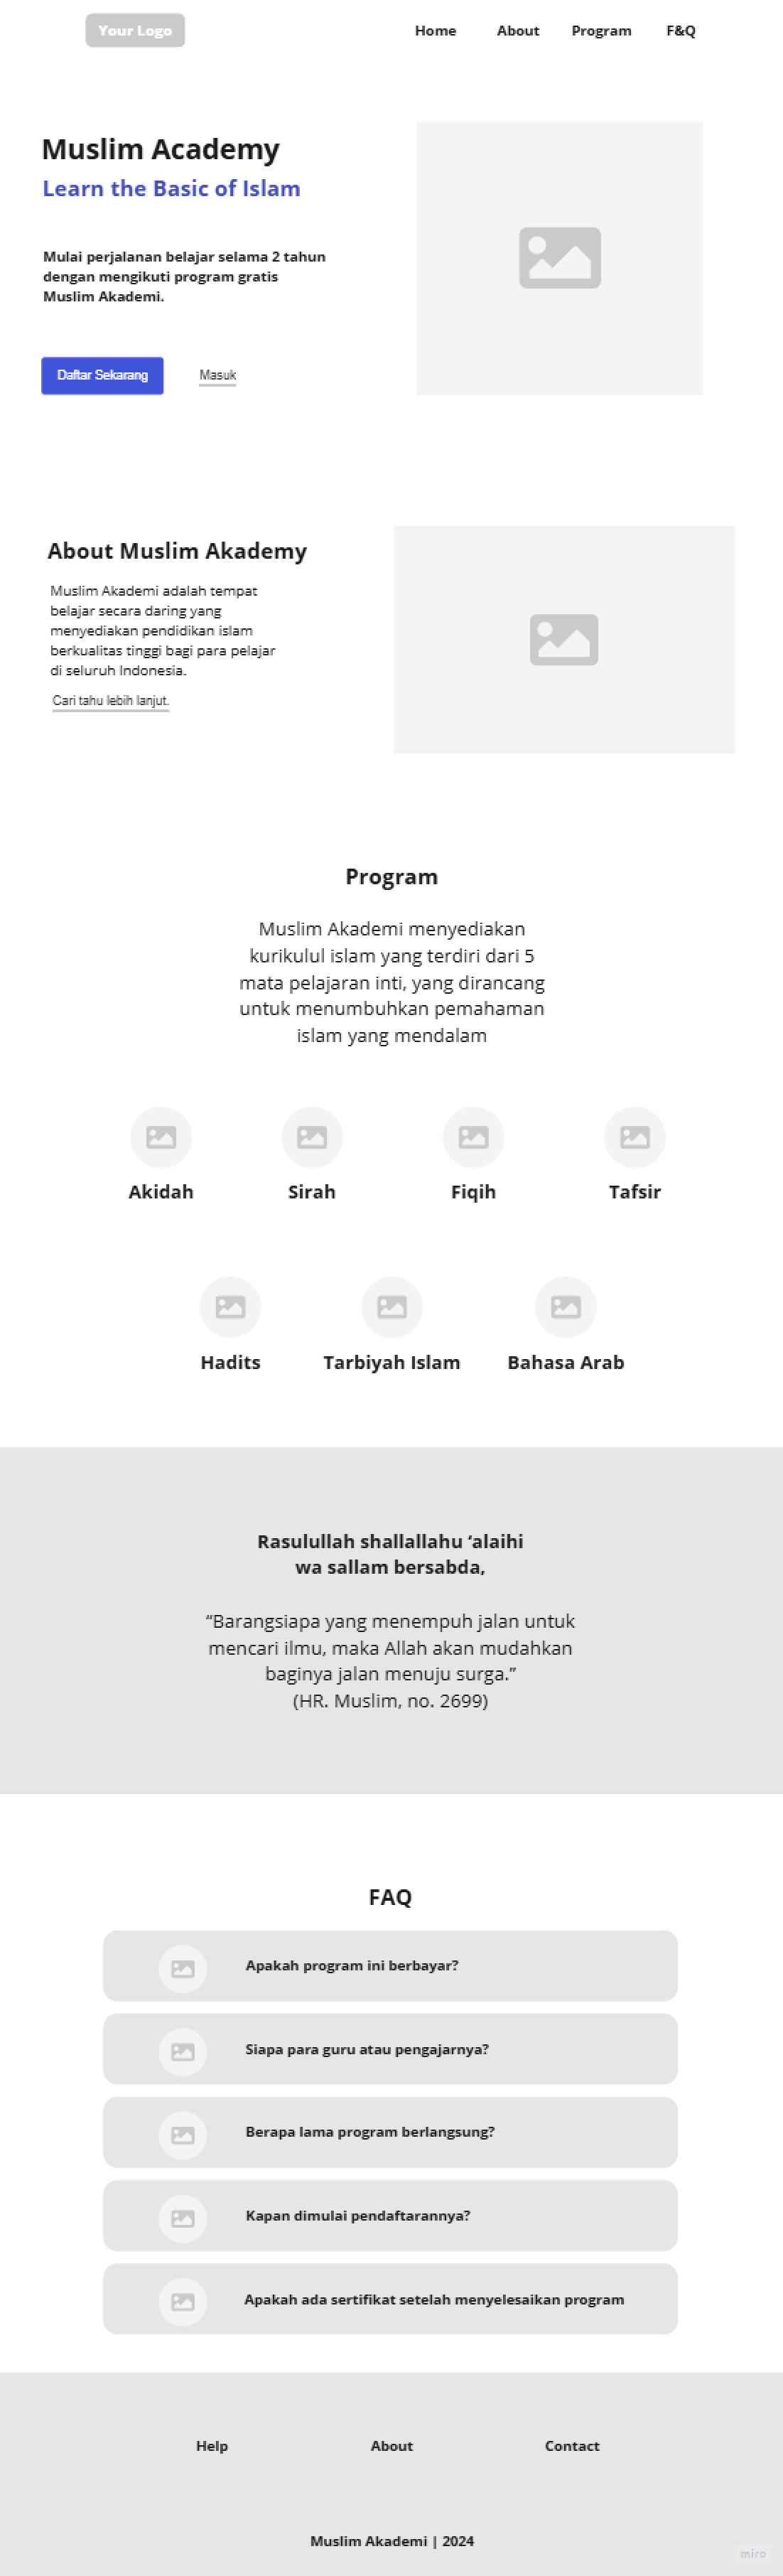 Your Logo
Home About Program F&Q
Muslim Academy
Learn the Basic of Islam
Mulai perjalanan belajar selama 2 tahun
dengan mengikuti program gratis
Muslim Akademi.
Daftar Sekarang Masuk
About Muslim Akademy
Muslim Akademi adalah tempat
belajar secara daring yang
menyediakan pendidikan islam
berkualitas tinggi bagi para pelajar
di seluruh Indonesia.
Cari tahu lebih lanjut.
Program
Muslim Akademi menyediakan
kurikulul islam yang terdiri dari 5
mata pelajaran inti, yang dirancang
untuk menumbuhkan pemahaman
islam yang mendalam
Akidah Sirah Fiqih Tafsir
Hadits Tarbiyah Islam Bahasa Arab
Rasulullah shallallahu ‘alaihi
wa sallam bersabda,
“Barangsiapa yang menempuh jalan untuk
mencari ilmu, maka Allah akan mudahkan
baginya jalan menuju surga.”
(HR. Muslim, no. 2699)
FAQ
Apakah program ini berbayar?
Siapa para guru atau pengajarnya?
Berapa lama program berlangsung?
Kapan dimulai pendaftarannya?
Apakah ada sertifikat setelah menyelesaikan program
Help About Contact
Muslim Akademi | 2024
miro